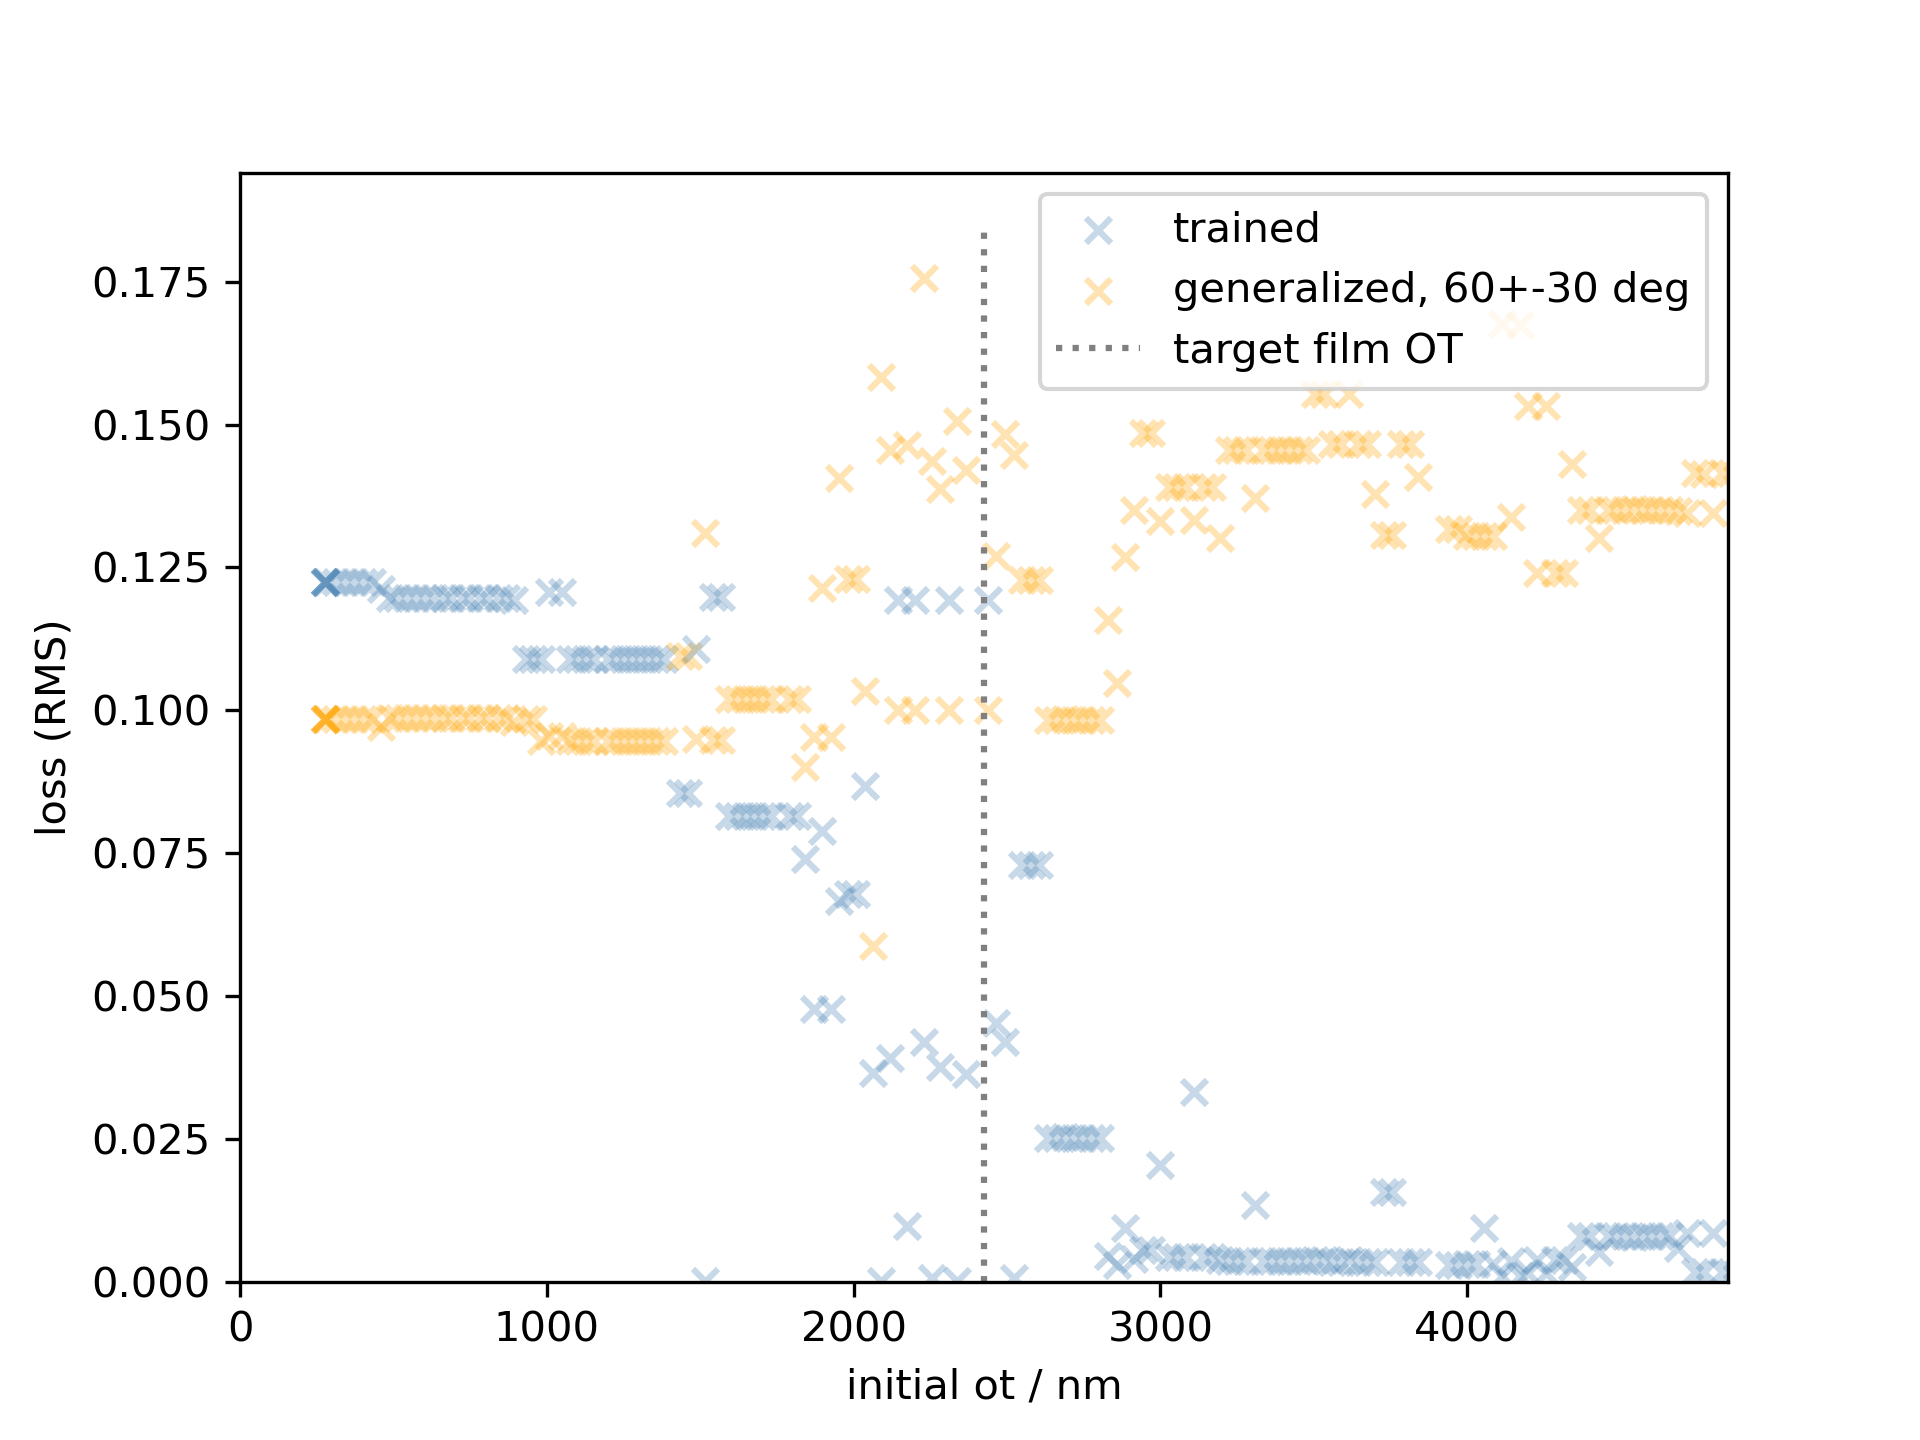 trained
generalized, 60+-30 deg
target film OT
0.175
0.150
0.125
0.100
0.075
0.050
0.025
0.000
loss (RMS)
0 1000 2000 3000 4000
initial ot / nm